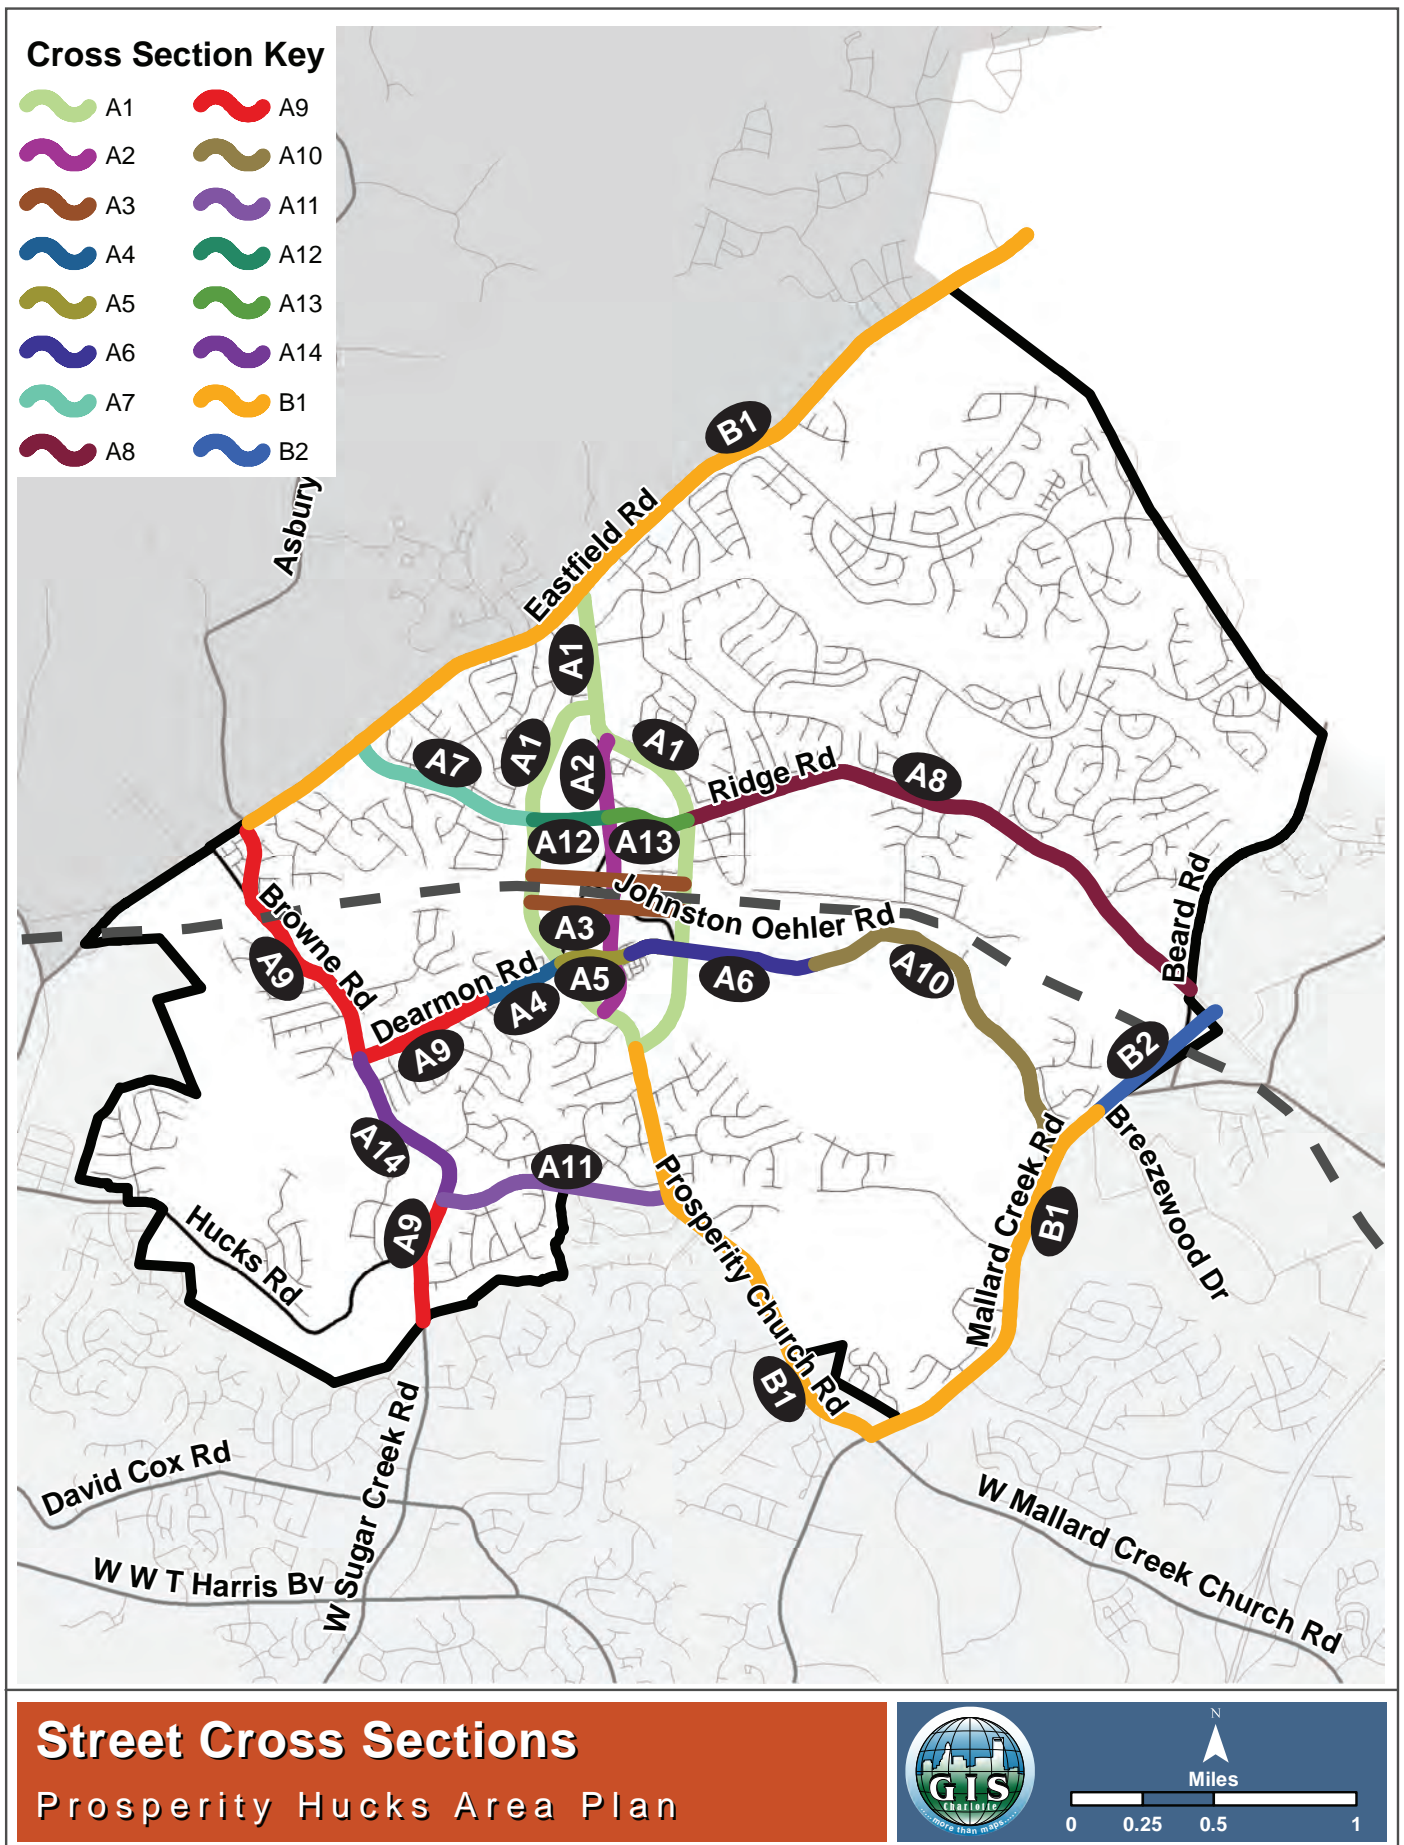 Cross Section Key
A1
A2
A3
A4
A5
A6
A7
A8
A9
A10
A11
A12
A13
A14
B1
B2
Asbury
B1
Eastfield Rd
A1
A1
A2
A1
A7
Ridge Rd
A8
A12
A13
Johnston Oehler Rd
Browne Rd
A9
A3
Dearmon Rd
A5
A4
A6
A10
Beard Rd
A9
B2
A14
A11
Prosperity Church Rd
Mallard Creek Rd
B1
Breezewood Dr
A9
Hucks Rd
B1
W Sugar Creek Rd
David Cox Rd
W W T Harris Bv
W Mallard Creek Church Rd
Street Cross Sections
Prosperity Hucks Area Plan
GIS
Charlotte
.....more than maps.....
N
Miles
0 0.25 0.5 1